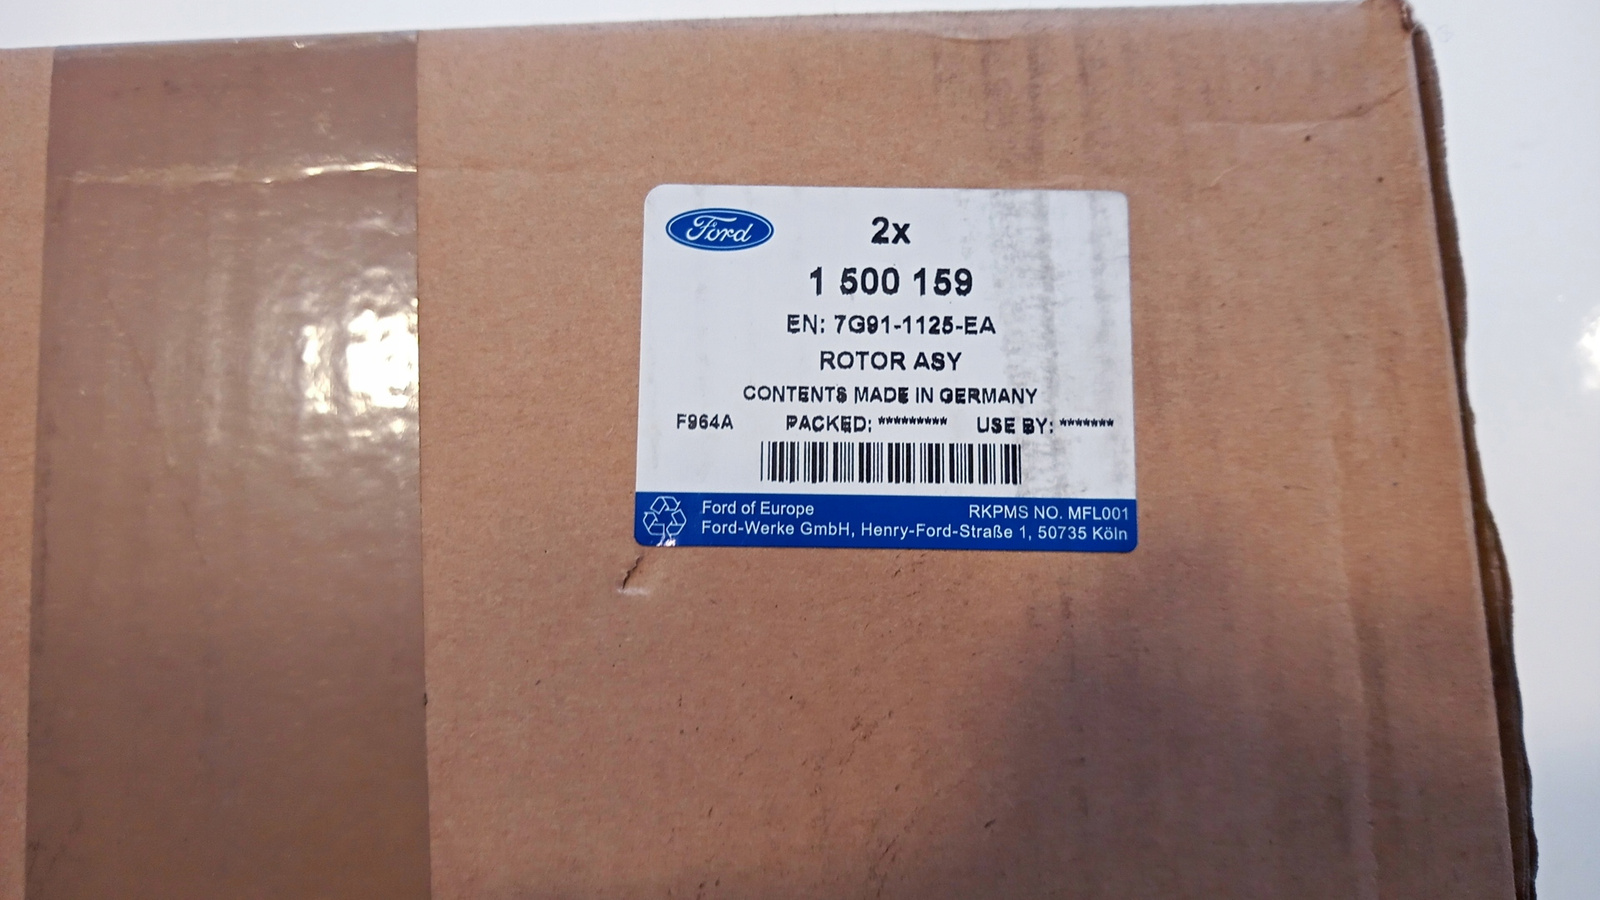 Ford
2x
1 500 159
EN: 7G91-1125-EA
ROTOR ASY
CONTENTS MADE IN GERMANY
F964A PACKED: ********* USE BY: *******
Ford of Europe RKPMS NO. MFL001
Ford-Werke GmbH, Henry-Ford-Straße 1, 50735 Köln